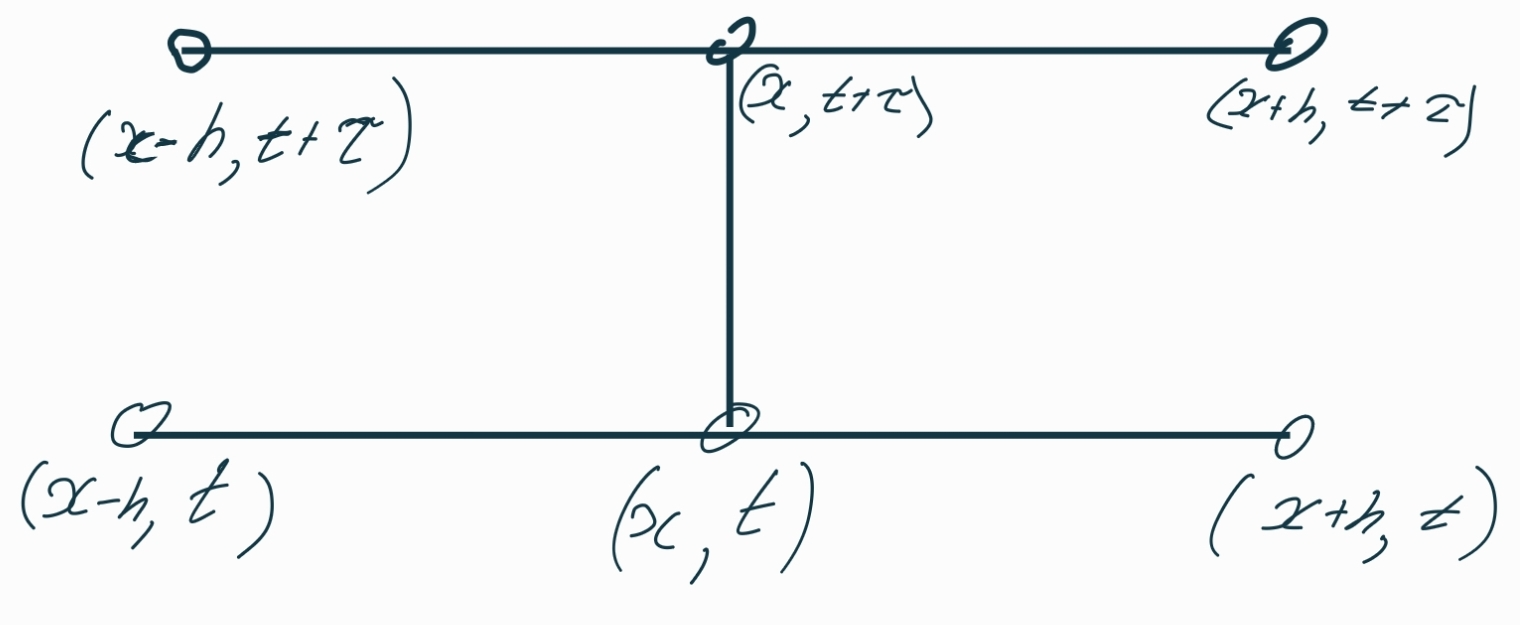 (x-h, t+τ)
(x, t+τ)
(x+h, t+τ)
(x-h, t)
(x, t)
(x+h, t)